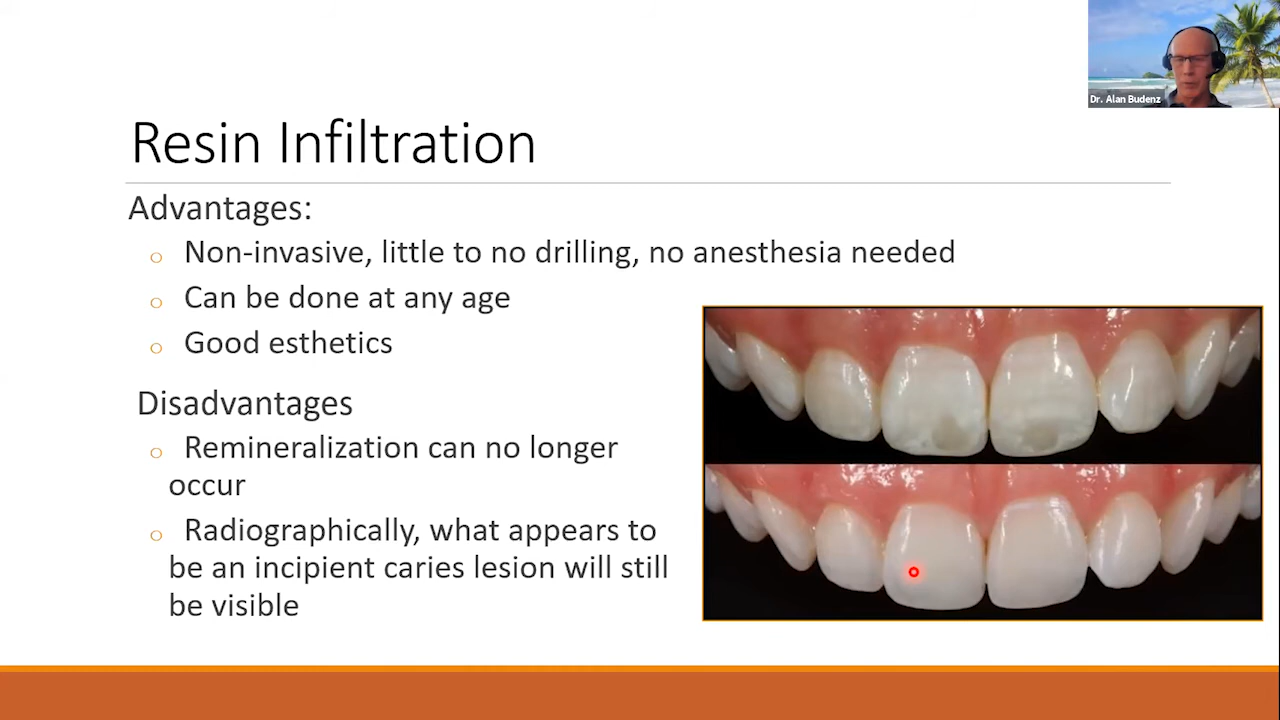 Dr. Alan Budenz
Resin Infiltration
Advantages:
o Non-invasive, little to no drilling, no anesthesia needed
o Can be done at any age
o Good esthetics
Disadvantages
o Remineralization can no longer
occur
o Radiographically, what appears to
be an incipient caries lesion will still
be visible